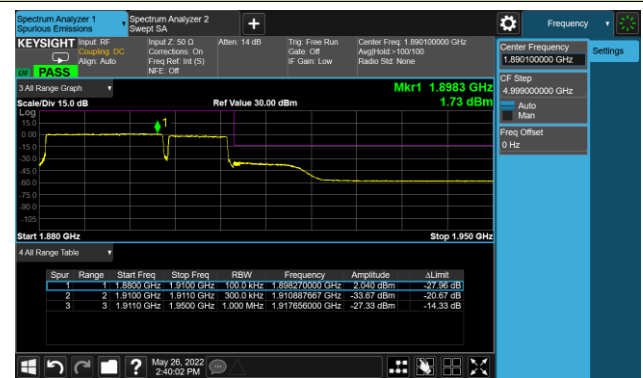 Spectrum Analyzer 1
Spurious Emissions
Spectrum Analyzer 2
Swept SA
Frequency
KEYSIGHT
Input: RF
Coupling: DC
Align: Auto
Input Z: 50 Ω
Corrections: On
Freq Ref: Int (S)
NFE: Off
Atten: 14 dB
Trig: Free Run
Gate: Off
IF Gain: Low
Center Freq: 1.890100000 GHz
Avg|Hold:>100/100
Radio Std: None
PASS
Center Frequency
1.890100000 GHz
Settings
CF Step
4.999000000 GHz
Auto
Man
Freq Offset
0 Hz
3 All Range Graph
Mkr1 1.8983 GHz
1.73 dBm
Scale/Div 15.0 dB
Ref Value 30.00 dBm
Log
15.0
0.00
-15.0
-30.0
-45.0
-60.0
-75.0
-90.0
-105
1
Start 1.880 GHz
Stop 1.950 GHz
4 All Range Table
Spur Range Start Freq Stop Freq RBW Frequency Amplitude ΔLimit
1 1 1.8800 GHz 1.9100 GHz 100.0 kHz 1.898270000 GHz 2.040 dBm -27.96 dB
2 2 1.9100 GHz 1.9110 GHz 300.0 kHz 1.910887667 GHz -33.67 dBm -20.67 dB
3 3 1.9110 GHz 1.9500 GHz 1.000 MHz 1.917656000 GHz -27.33 dBm -14.33 dB
May 26, 2022
2:40:02 PM